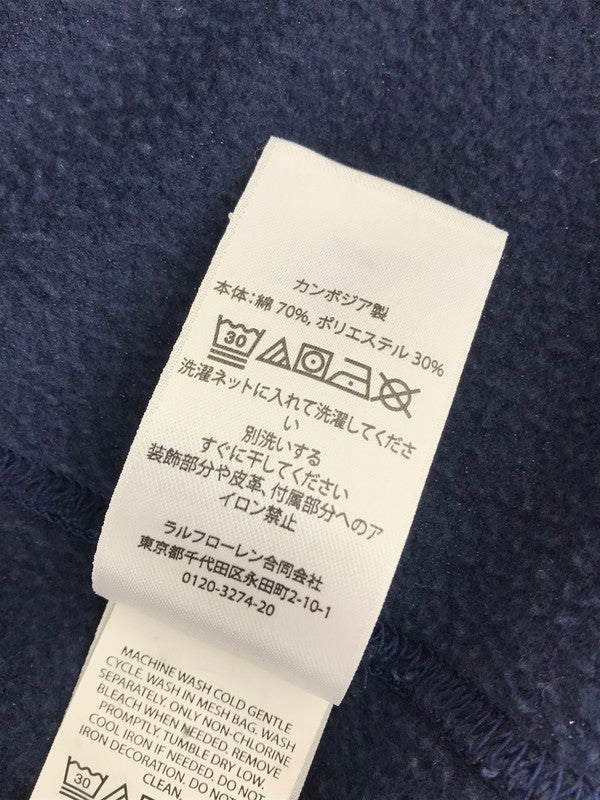 カンボジア製
本体:綿 70%, ポリエステル 30%
30
洗濯ネットに入れて洗濯してくださ
い
別洗いする
すぐに干してください
装飾部分や皮革、付属部分へのア
イロン禁止
ラルフローレン合同会社
東京都千代田区永田町2-10-1
0120-3274-20
MACHINE WASH COLD GENTLE
CYCLE. WASH IN MESH BAG. WASH
SEPARATELY. ONLY NON-CHLORINE
BLEACH WHEN NEEDED. REMOVE
PROMPTLY. TUMBLE DRY LOW.
COOL IRON IF NEEDED. DO NOT
IRON DECORATION. DO NOT DRY
CLEAN.
30